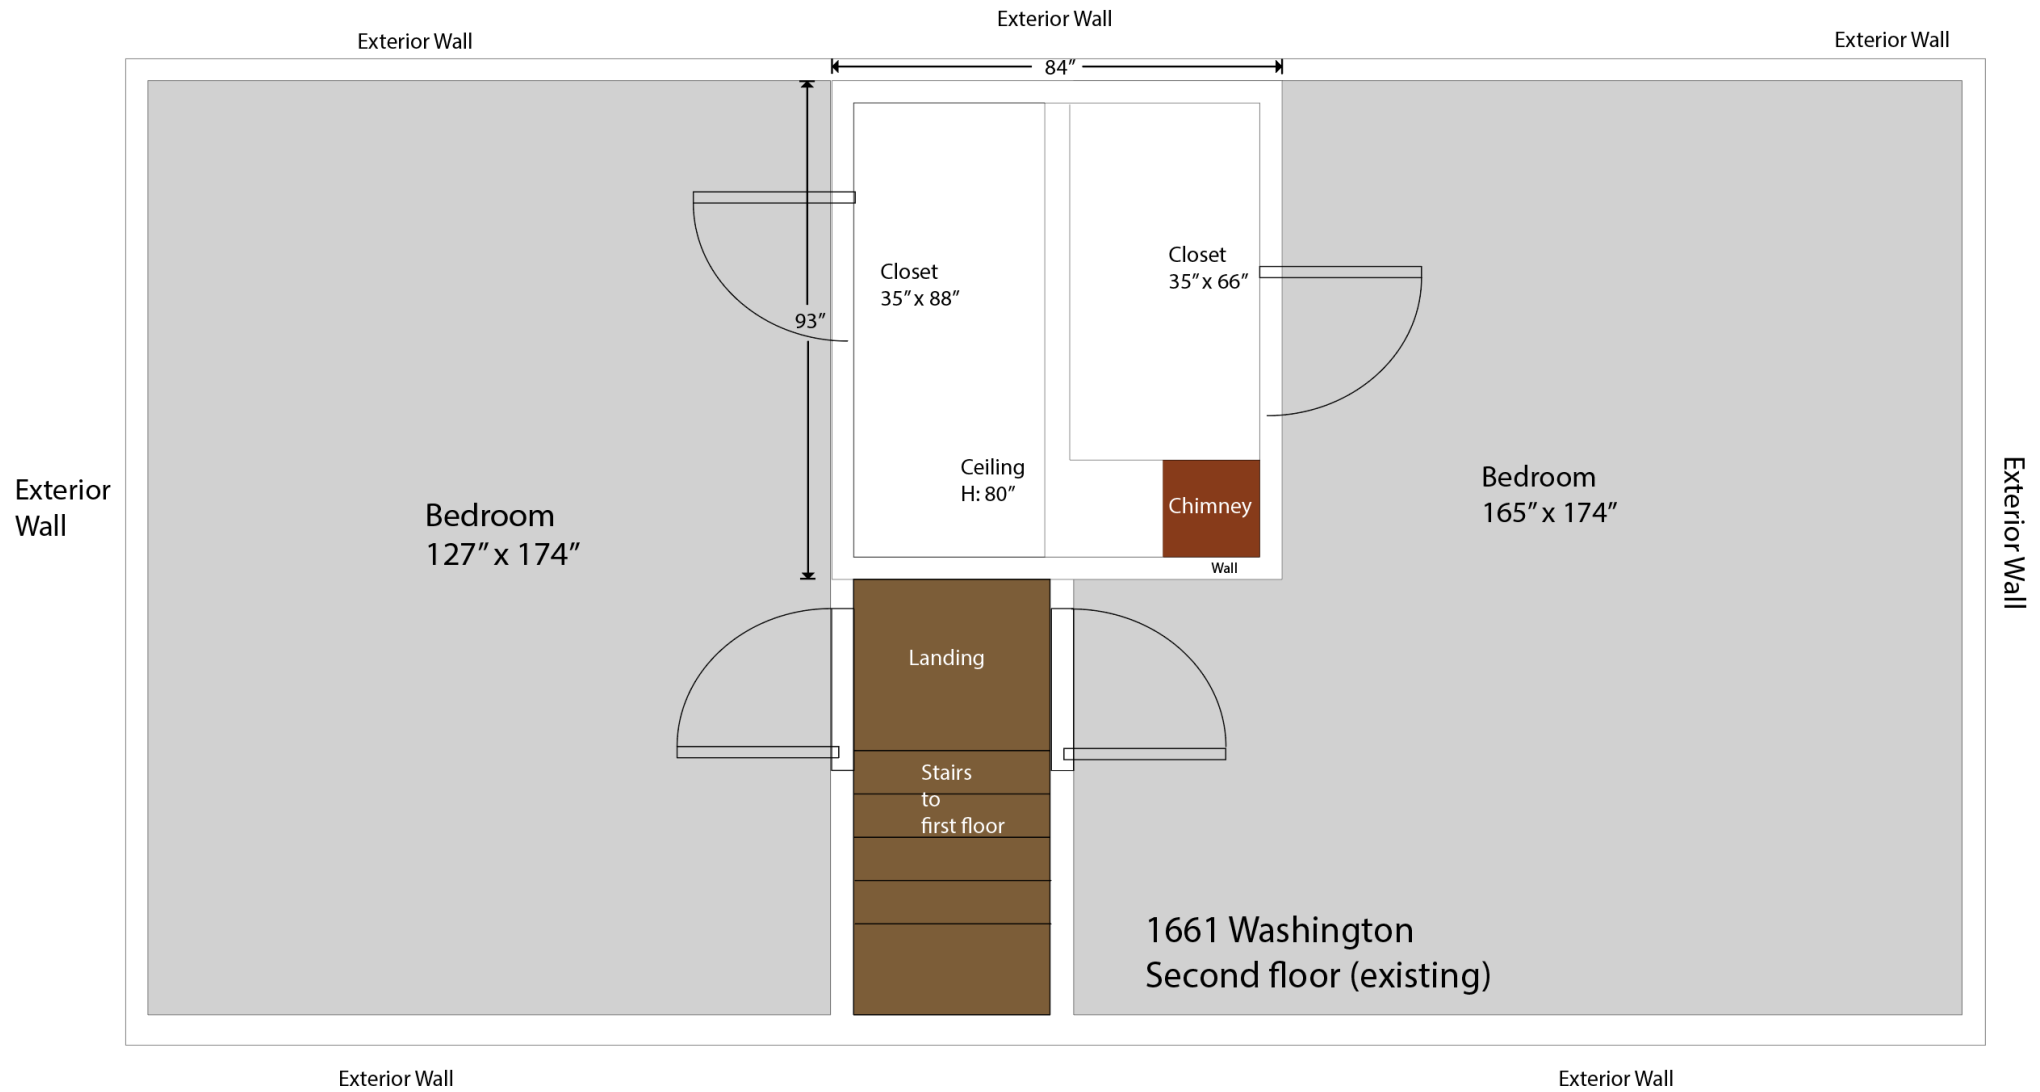 Exterior Wall
Exterior Wall
Exterior Wall
84”
Closet
35” x 88”
Closet
35” x 66”
93”
Ceiling
H: 80”
Chimney
Wall
Exterior
Wall
Bedroom
127” x 174”
Bedroom
165” x 174”
Exterior Wall
Landing
Stairs
to
first floor
1661 Washington
Second floor (existing)
Exterior Wall
Exterior Wall